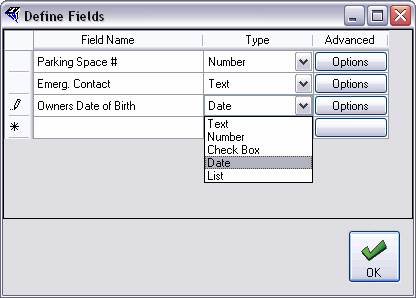 Define Fields
Field Name Type Advanced
Parking Space # Number Options
Emerg. Contact Text Options
Owners Date of Birth Date Options
Text
Number
Check Box
Date
List
OK